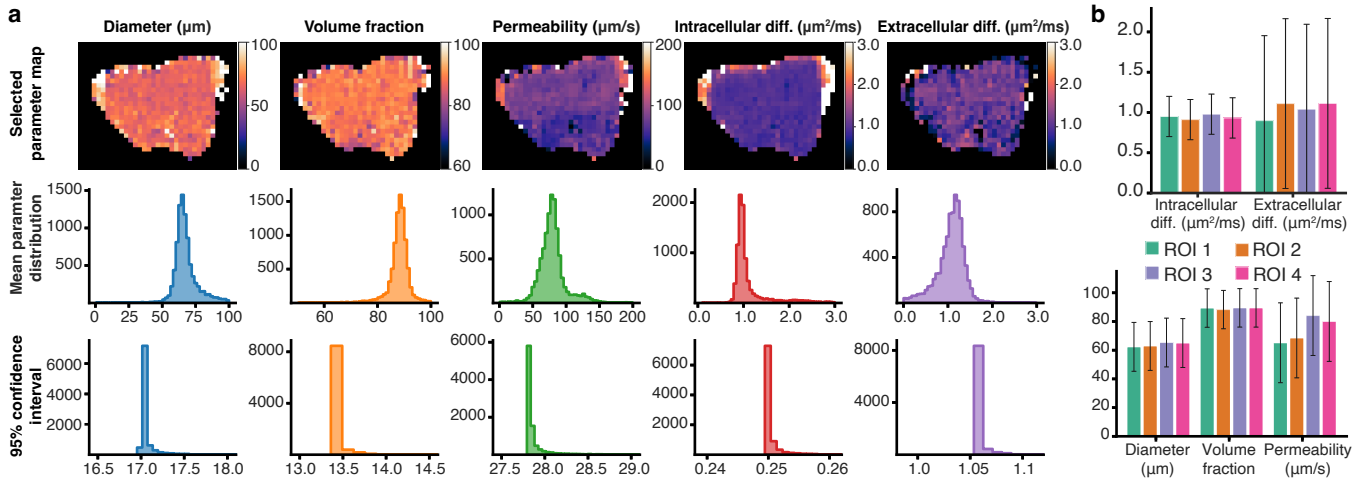 a
Diameter (µm)
Volume fraction
Permeability (µm/s)
Intracellular diff. (µm²/ms)
Extracellular diff. (µm²/ms)
Selected
parameter map
100
50
0
100
90
80
70
60
200
100
0
3.0
2.0
1.0
0.0
3.0
2.0
1.0
0.0
Mean paramter
distribution
1500
1000
500
0 25 50 75 100
1500
1000
500
60 80 100
1000
500
0 50 100 150 200
2000
1000
0.0 1.0 2.0 3.0
800
400
0.0 1.0 2.0 3.0
95% confidence
interval
6000
4000
2000
16.5 17.0 17.5 18.0
8000
4000
13.0 13.5 14.0 14.5
6000
4000
2000
27.5 28.0 28.5 29.0
6000
4000
2000
0.24 0.25 0.26
8000
4000
1.0 1.05 1.1
b
2.0
1.5
1.0
0.5
0.0
Intracellular Extracellular
diff. (µm²/ms) diff. (µm²/ms)
ROI 1 ROI 2
ROI 3 ROI 4
100
80
60
40
20
0
Diameter Volume Permeability
(µm) fraction (µm/s)